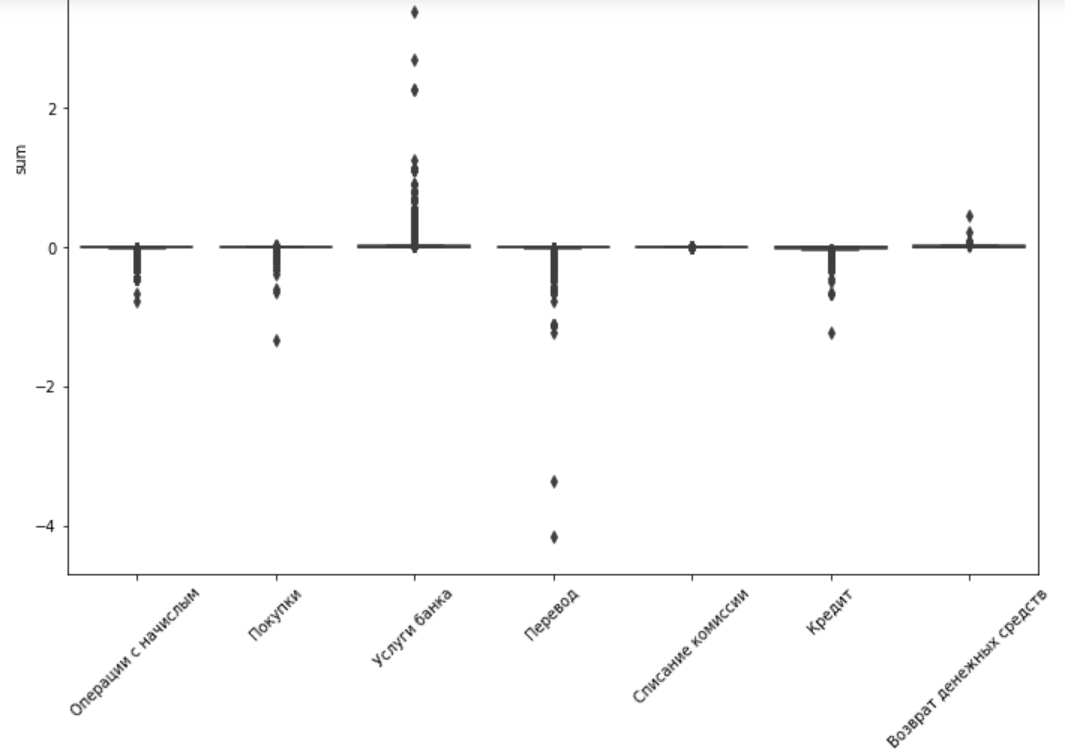 2
sum
0
−2
−4
Операции с начислым
Покупки
Услуги банка
Перевод
Списание комиссии
Кредит
Возврат денежных средств